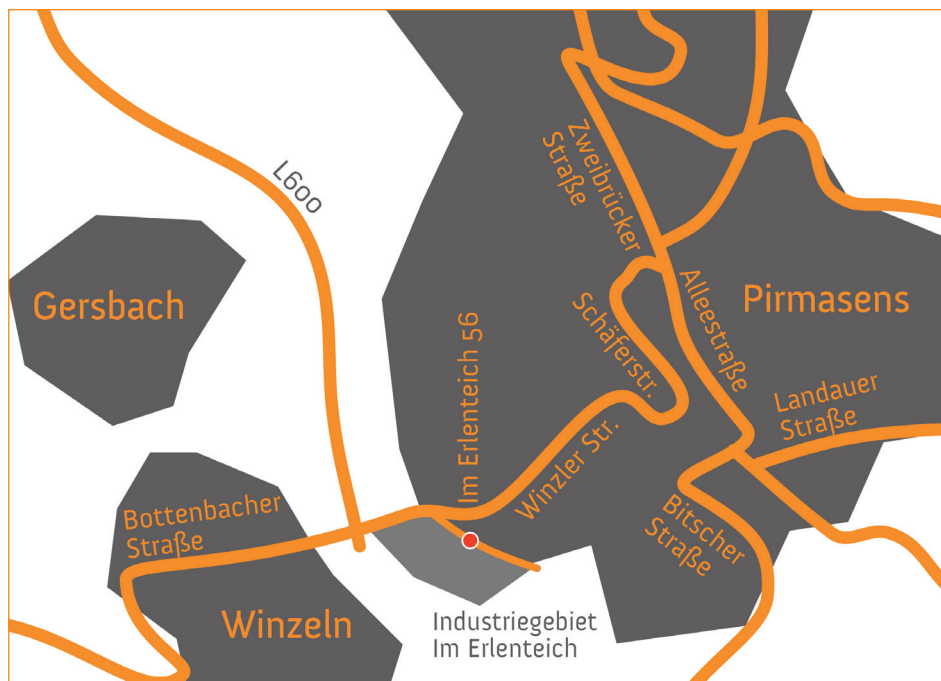 L600
Zweibrücker
Straße
Gersbach
Pirmasens
Alleestraße
Schäferstr.
Im Erlenteich 56
Landauer
Straße
Winzler Str.
Bottenbacher
Straße
Bitscher
Straße
Winzeln
Industriegebiet
Im Erlenteich